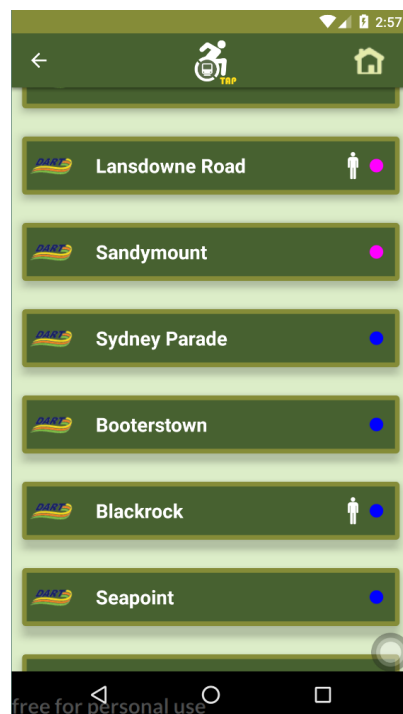 2:57
TAP
DART Lansdowne Road
DART Sandymount
DART Sydney Parade
DART Booterstown
DART Blackrock
DART Seapoint
free for personal use